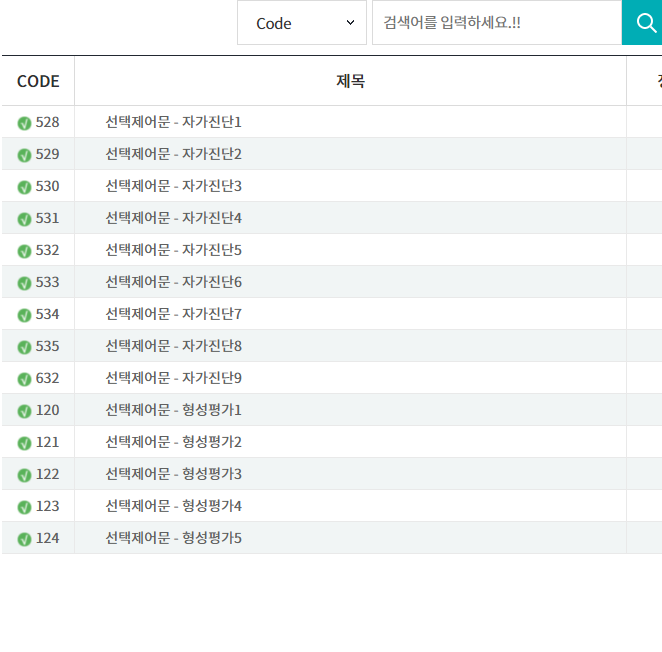 Code 검색어를 입력하세요.!!
CODE 제목
528 선택제어문 - 자가진단1
529 선택제어문 - 자가진단2
530 선택제어문 - 자가진단3
531 선택제어문 - 자가진단4
532 선택제어문 - 자가진단5
533 선택제어문 - 자가진단6
534 선택제어문 - 자가진단7
535 선택제어문 - 자가진단8
632 선택제어문 - 자가진단9
120 선택제어문 - 형성평가1
121 선택제어문 - 형성평가2
122 선택제어문 - 형성평가3
123 선택제어문 - 형성평가4
124 선택제어문 - 형성평가5